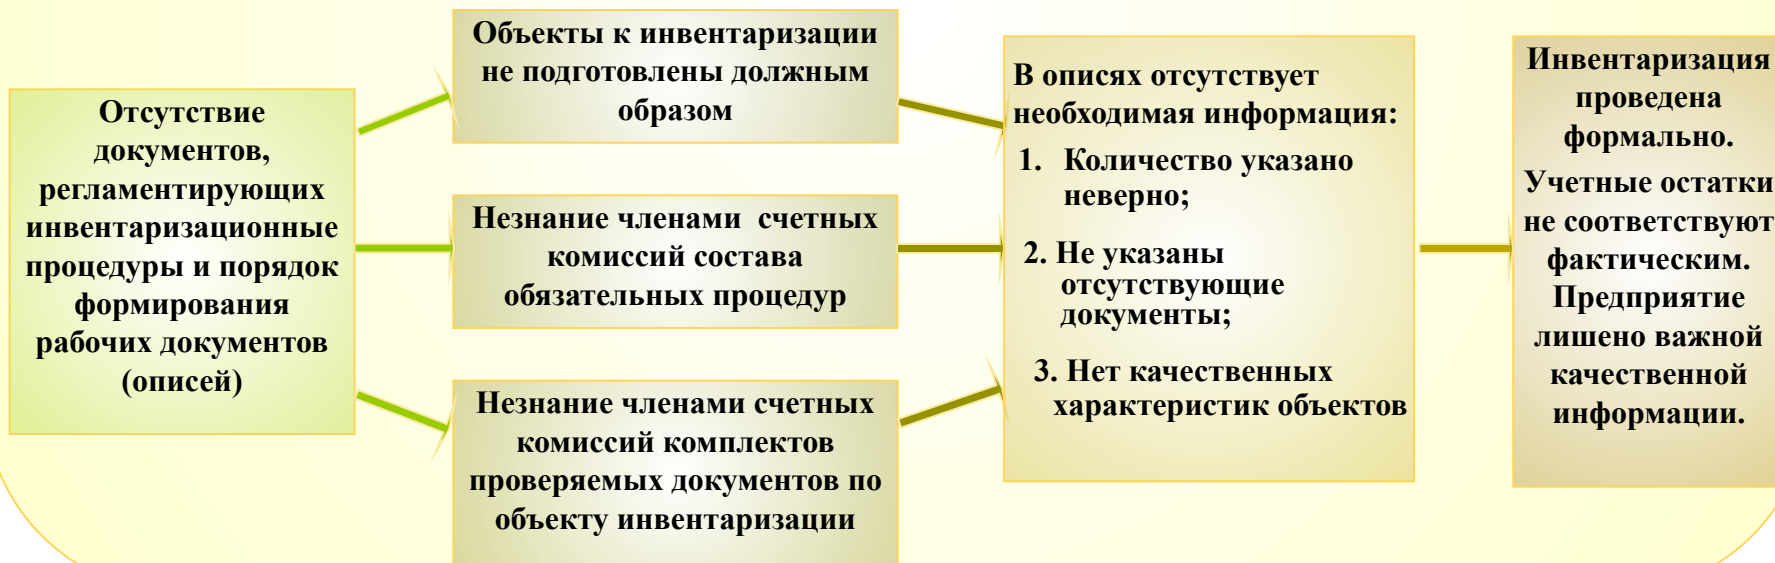 Отсутствие
документов,
регламентирующих
инвентаризационные
процедуры и порядок
формирования
рабочих документов
(описей)
Объекты к инвентаризации
не подготовлены должным
образом
Незнание членами счетных
комиссий состава
обязательных процедур
Незнание членами счетных
комиссий комплектов
проверяемых документов по
объекту инвентаризации
В описях отсутствует
необходимая информация:
1. Количество указано
неверно;
2. Не указаны
отсутствующие
документы;
3. Нет качественных
характеристик объектов
Инвентаризация
проведена
формально.
Учетные остатки
не соответствуют
фактическим.
Предприятие
лишено важной
качественной
информации.